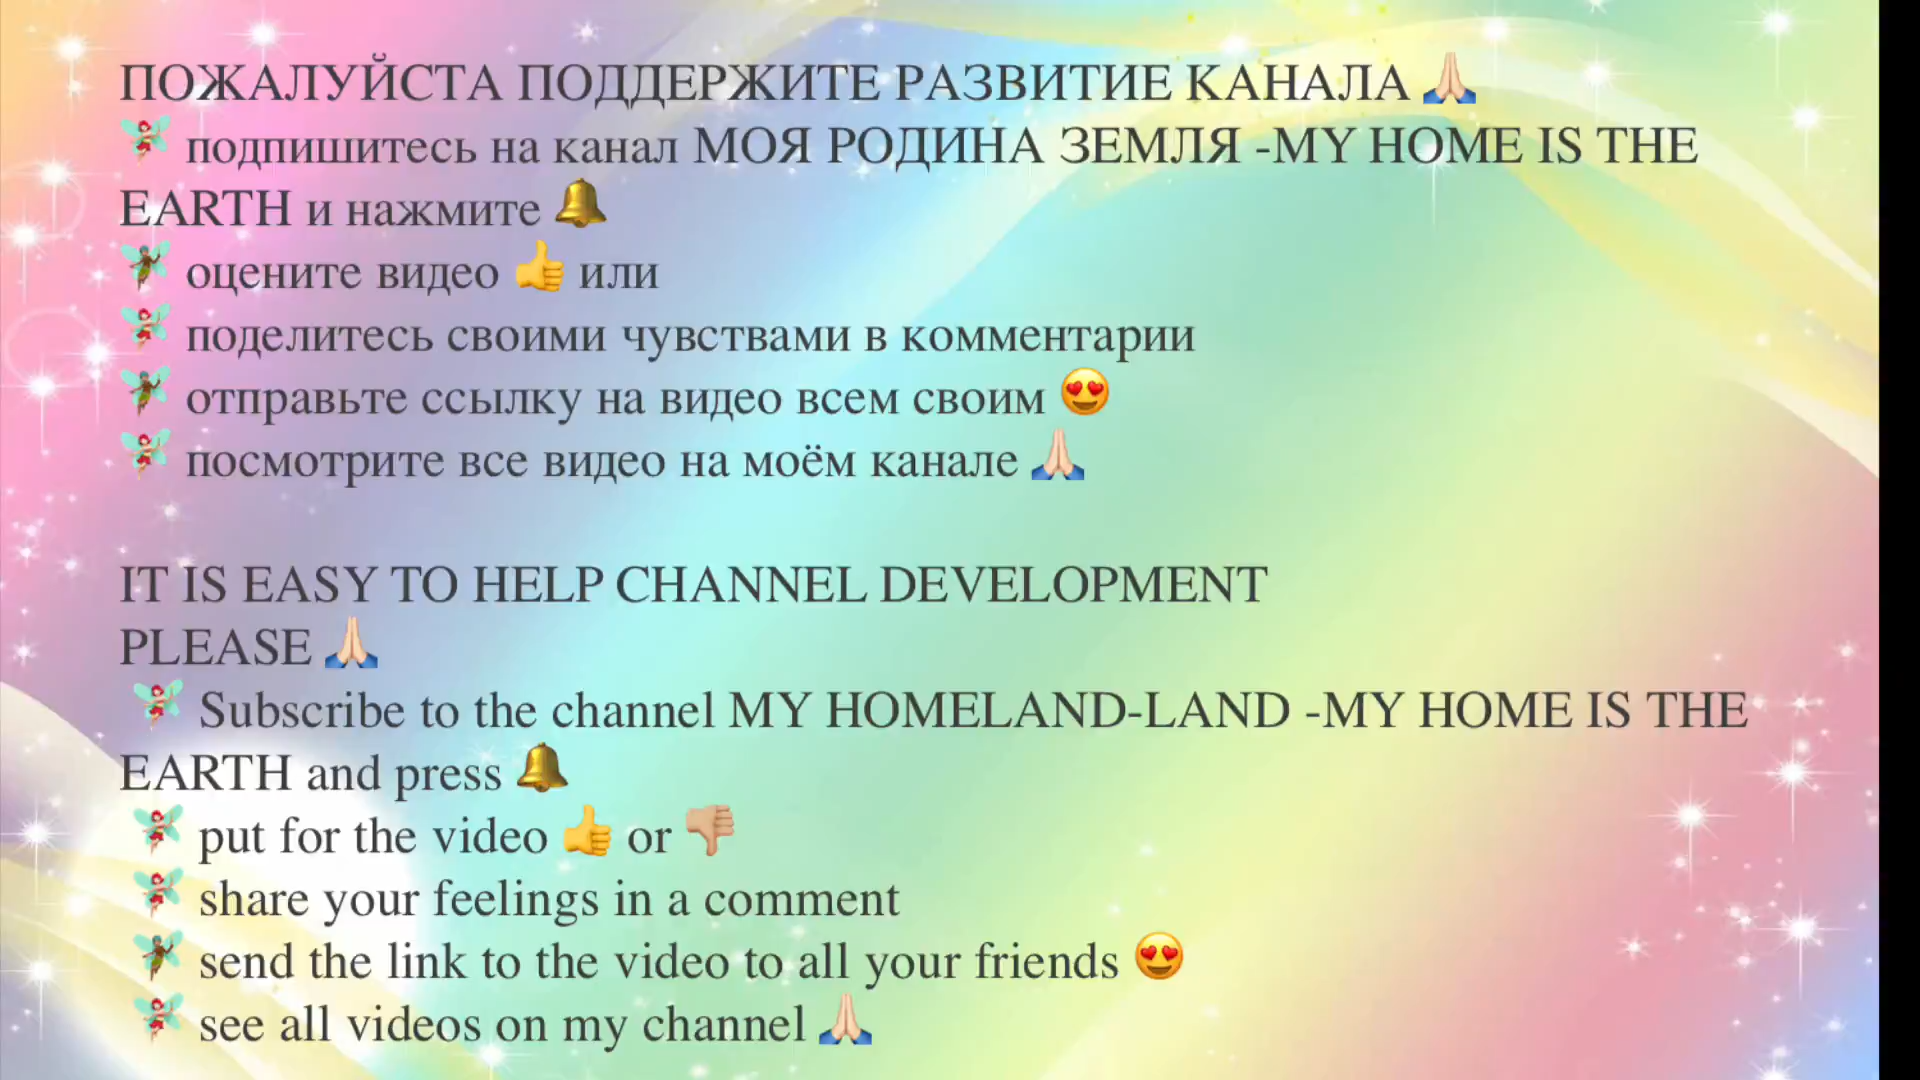 ПОЖАЛУЙСТА ПОДДЕРЖИТЕ РАЗВИТИЕ КАНАЛА 🙏🏻
🧚🏻 подпишитесь на канал МОЯ РОДИНА ЗЕМЛЯ -MY HOME IS THE
EARTH и нажмите 🔔
🧚🏾‍♂️ оцените видео 👍 или
🧚🏻 поделитесь своими чувствами в комментарии
🧚🏾‍♂️ отправьте ссылку на видео всем своим 😍
🧚🏻 посмотрите все видео на моём канале 🙏🏻
IT IS EASY TO HELP CHANNEL DEVELOPMENT
PLEASE 🙏🏻
🧚🏻 Subscribe to the channel MY HOMELAND-LAND -MY HOME IS THE
EARTH and press 🔔
🧚🏻 put for the video 👍 or 👎🏼
🧚🏻 share your feelings in a comment
🧚🏾‍♂️ send the link to the video to all your friends 😍
🧚🏻 see all videos on my channel 🙏🏻